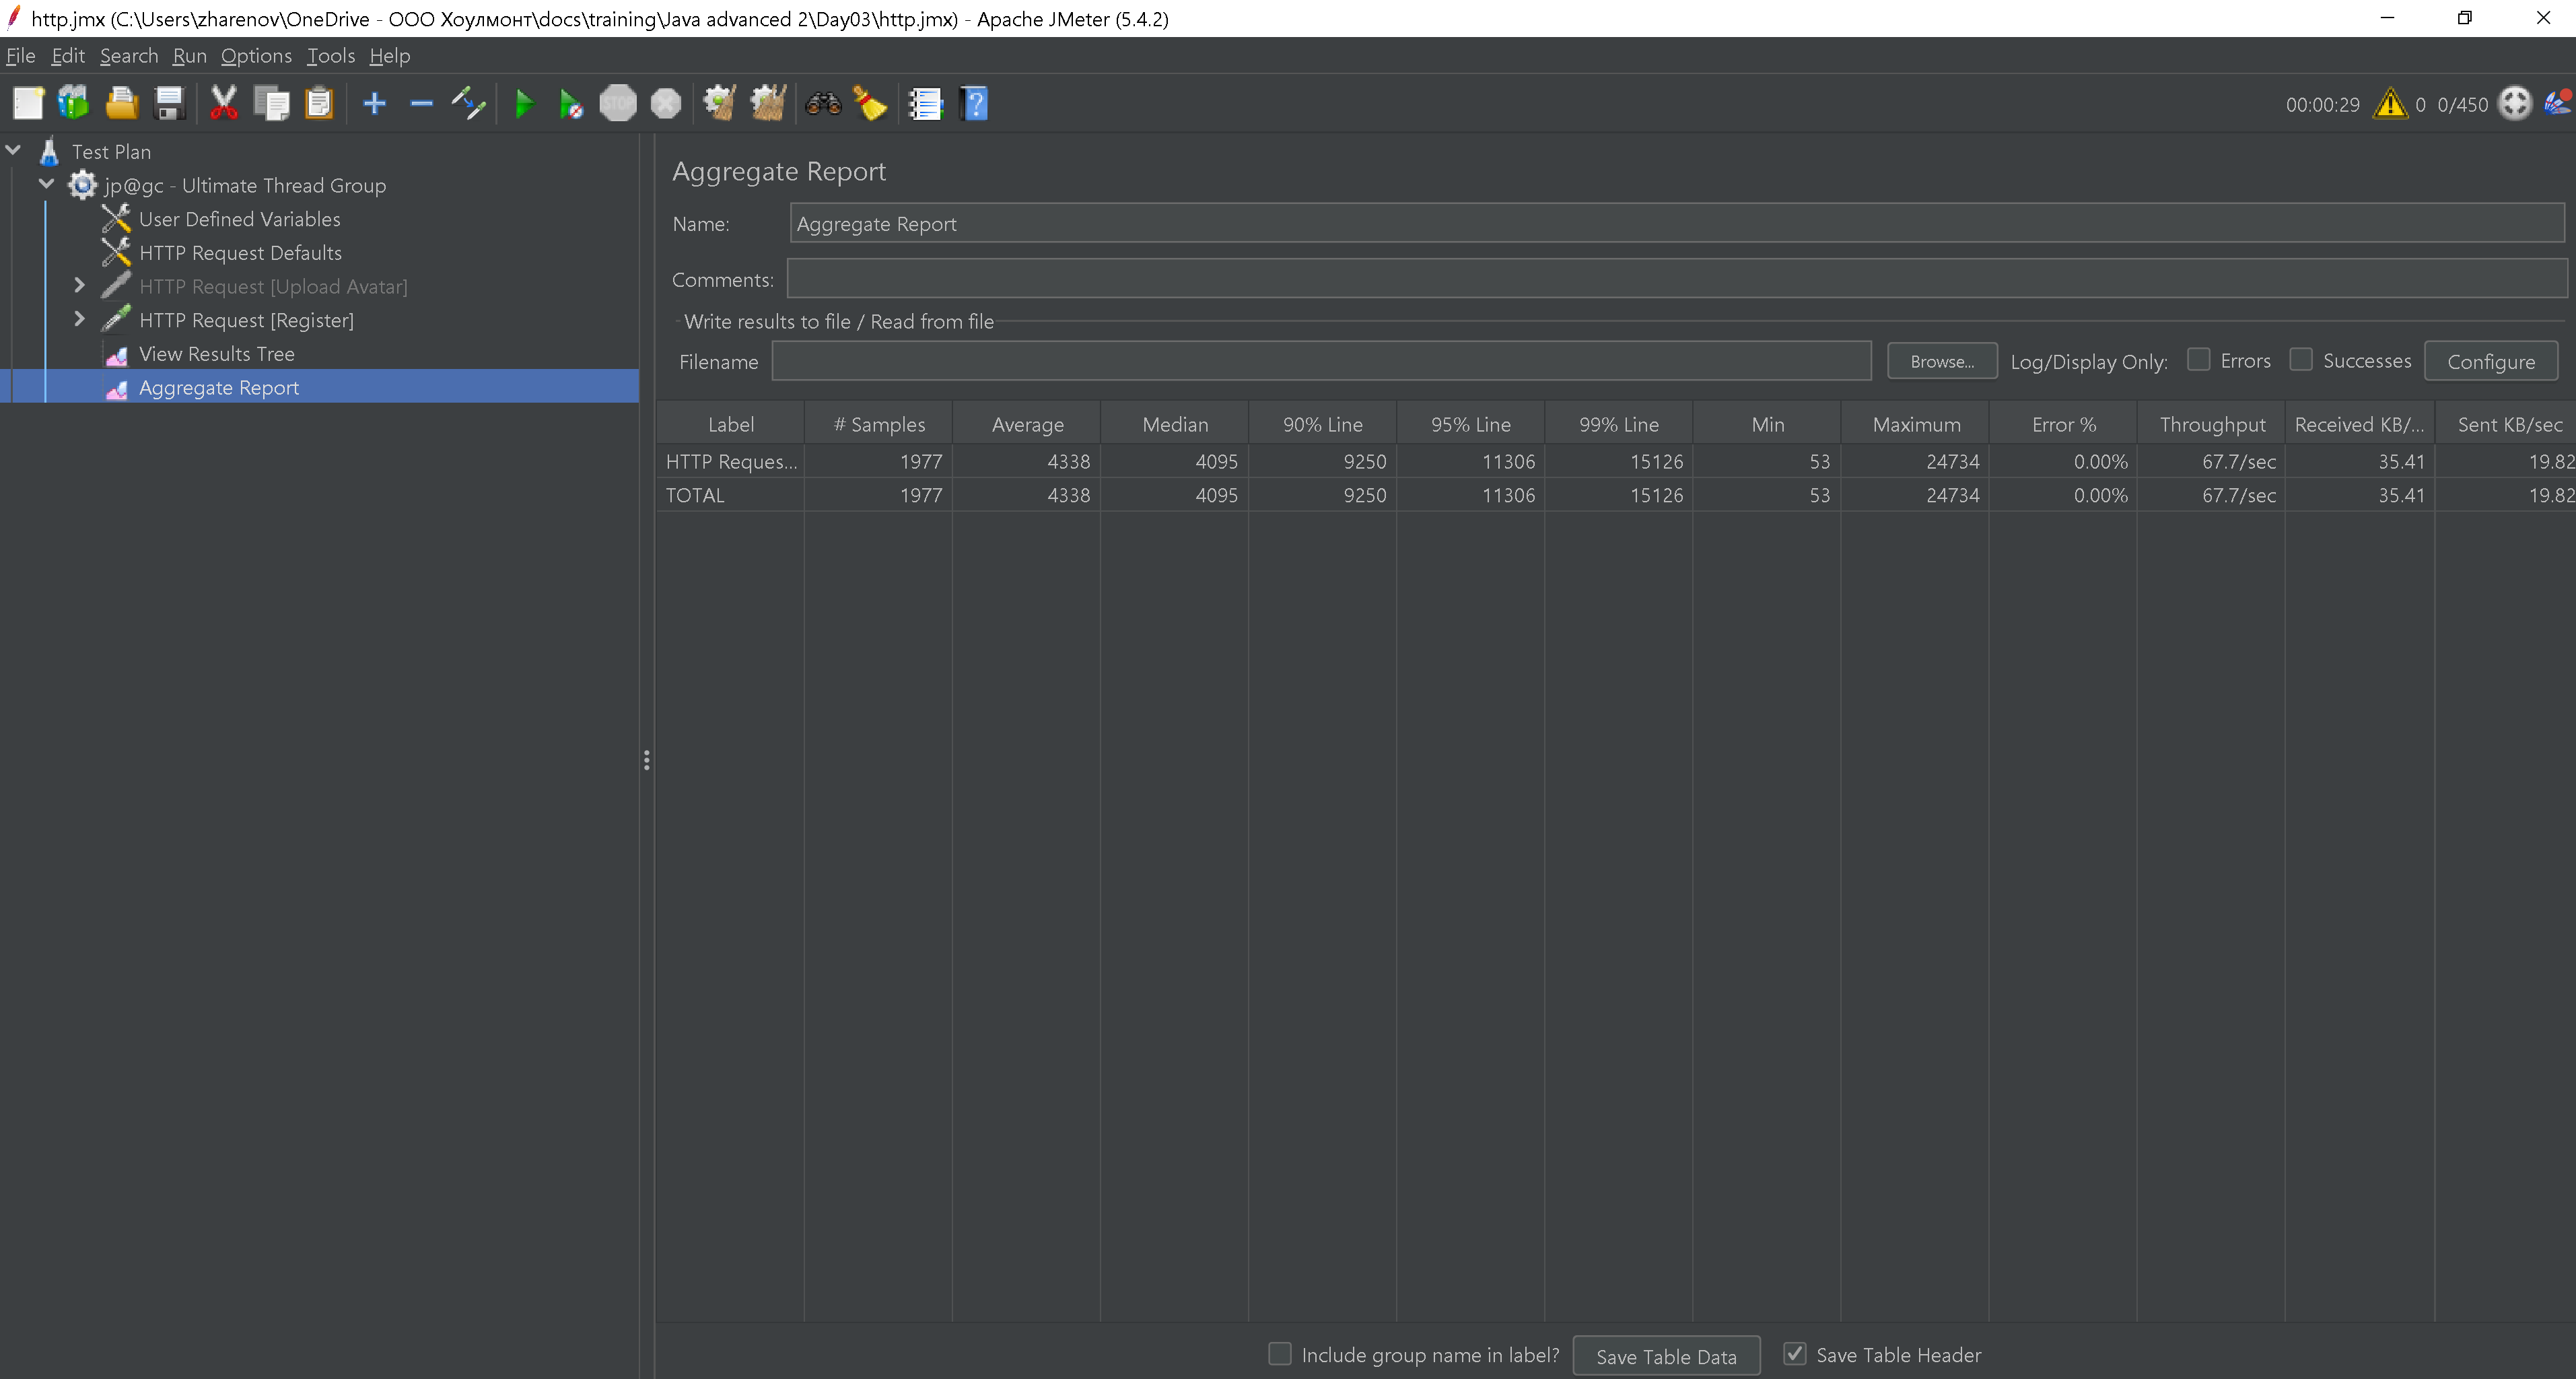 http.jmx (C:\Users\zharenov\OneDrive - ООО Хоулмонт\docs\training\Java advanced 2\Day03\http.jmx) - Apache JMeter (5.4.2)
File Edit Search Run Options Tools Help
STOP 00:00:29 0 0/450
Test Plan
jp@gc - Ultimate Thread Group
User Defined Variables
HTTP Request Defaults
HTTP Request [Upload Avatar]
HTTP Request [Register]
View Results Tree
Aggregate Report
Aggregate Report
Name: Aggregate Report
Comments:
Write results to file / Read from file
Filename Browse... Log/Display Only: Errors Successes Configure
Label # Samples Average Median 90% Line 95% Line 99% Line Min Maximum Error % Throughput Received KB/... Sent KB/sec
HTTP Reques... 1977 4338 4095 9250 11306 15126 53 24734 0.00% 67.7/sec 35.41 19.82
TOTAL 1977 4338 4095 9250 11306 15126 53 24734 0.00% 67.7/sec 35.41 19.82
Include group name in label? Save Table Data Save Table Header